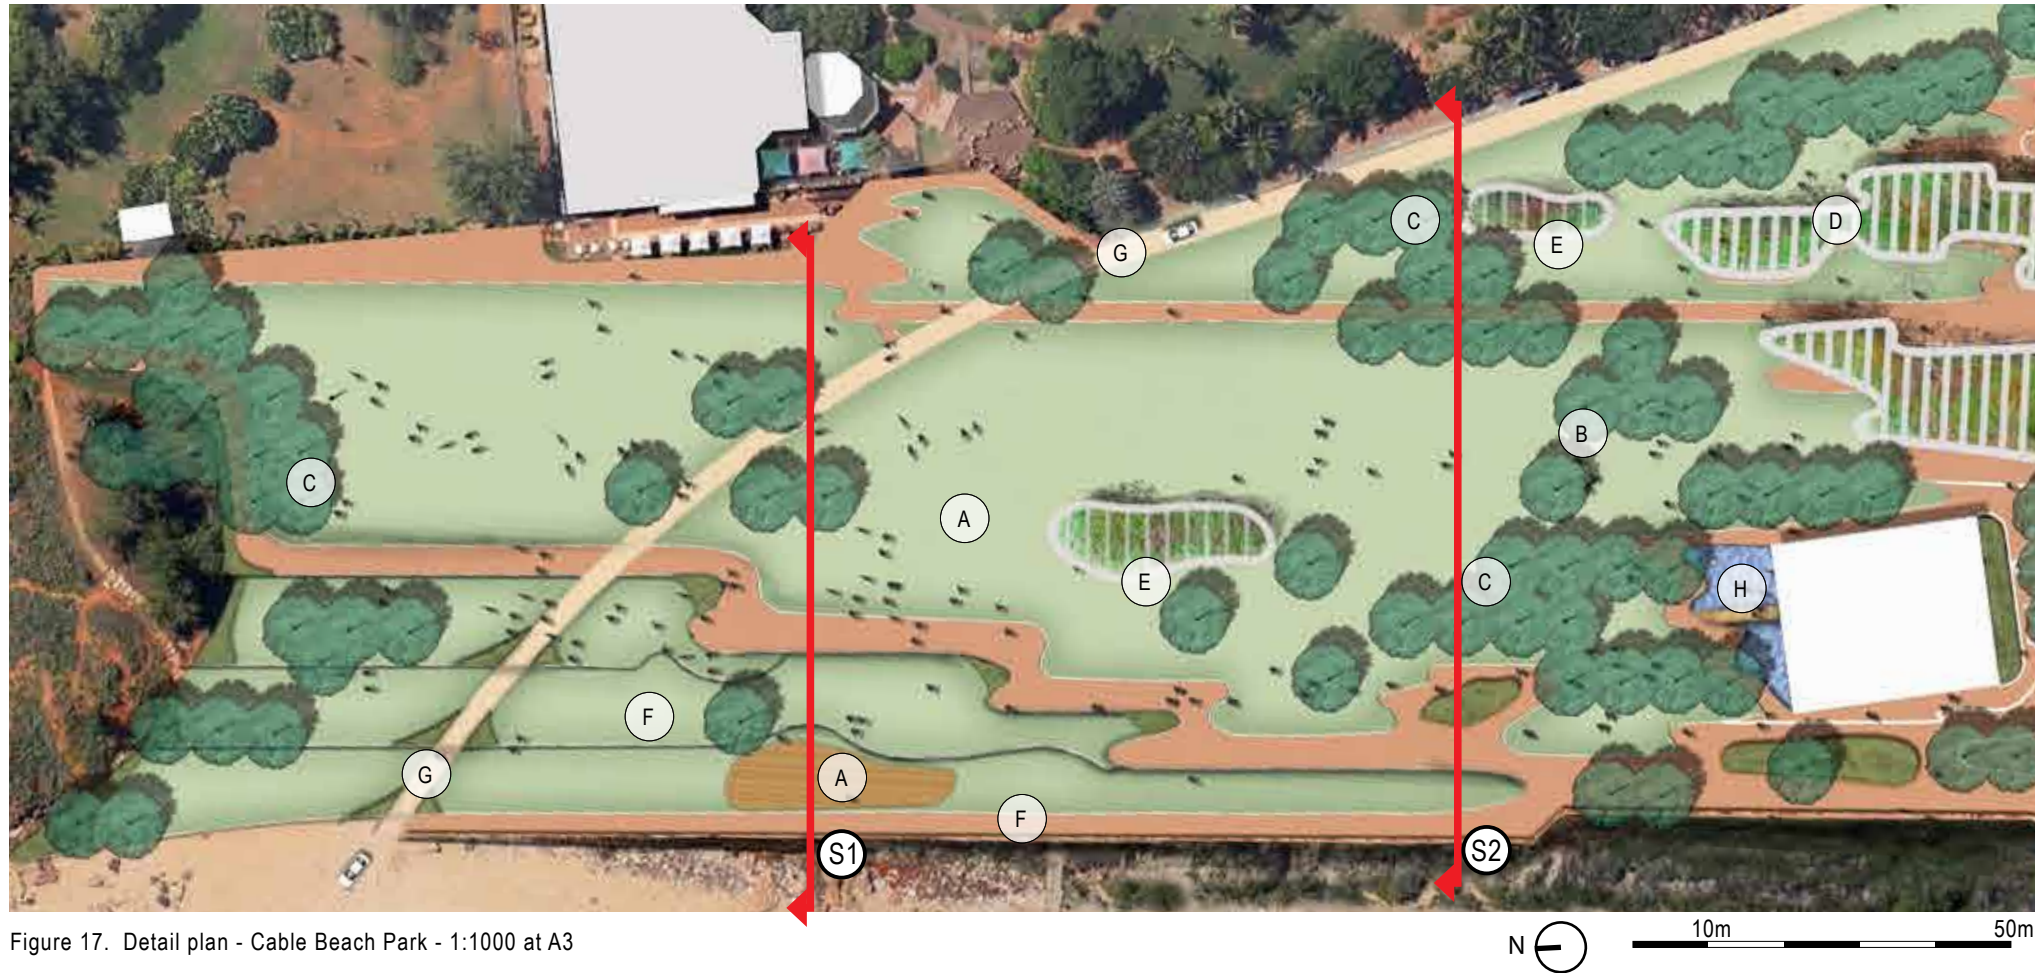 C
E
D
G
B
C
A
E
C
H
F
G
A
F
S1
S2
Figure 17. Detail plan - Cable Beach Park - 1:1000 at A3
N
10m
50m